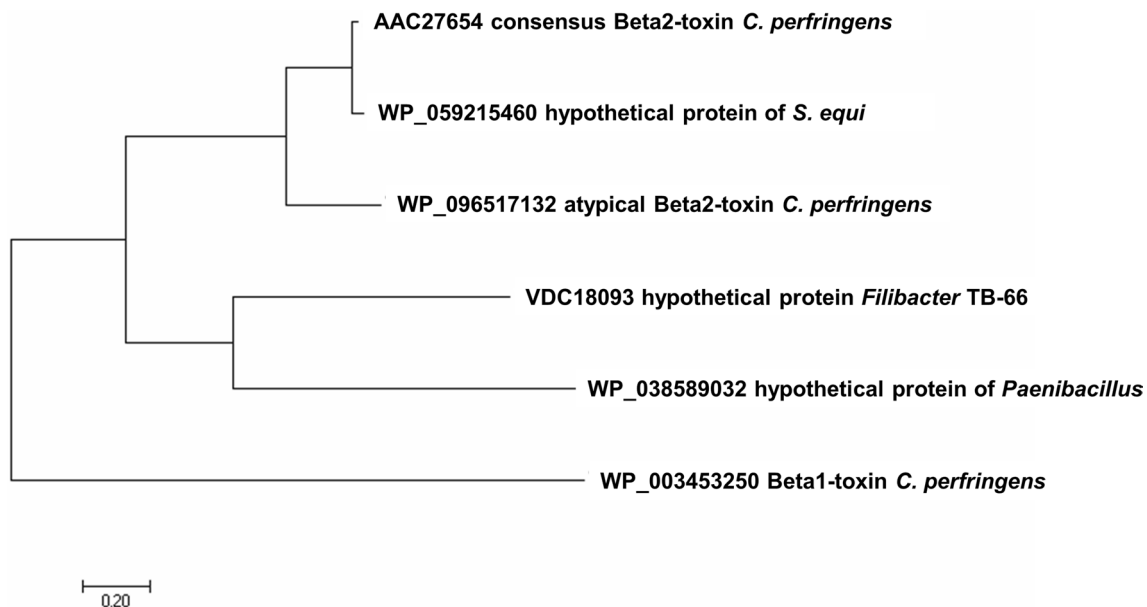 AAC27654 consensus Beta2-toxin C. perfringens
WP_059215460 hypothetical protein of S. equi
WP_096517132 atypical Beta2-toxin C. perfringens
VDC18093 hypothetical protein Filibacter TB-66
WP_038589032 hypothetical protein of Paenibacillus
WP_003453250 Beta1-toxin C. perfringens
0.20